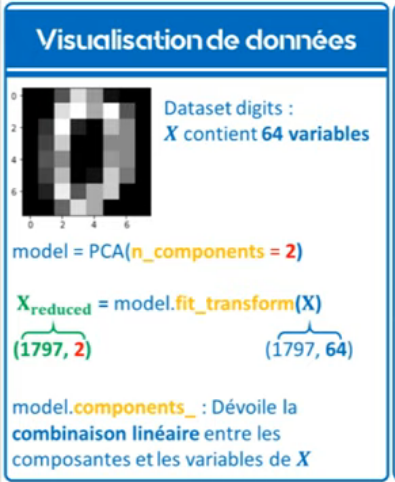 Visualisation de données
Dataset digits :
X contient 64 variables
0
2
4
6
0 2 4 6
model = PCA(n_components = 2)
X_reduced = model.fit_transform(X)
(1797, 2) (1797, 64)
model.components_ : Dévoile la
combinaison linéaire entre les
composantes et les variables de X